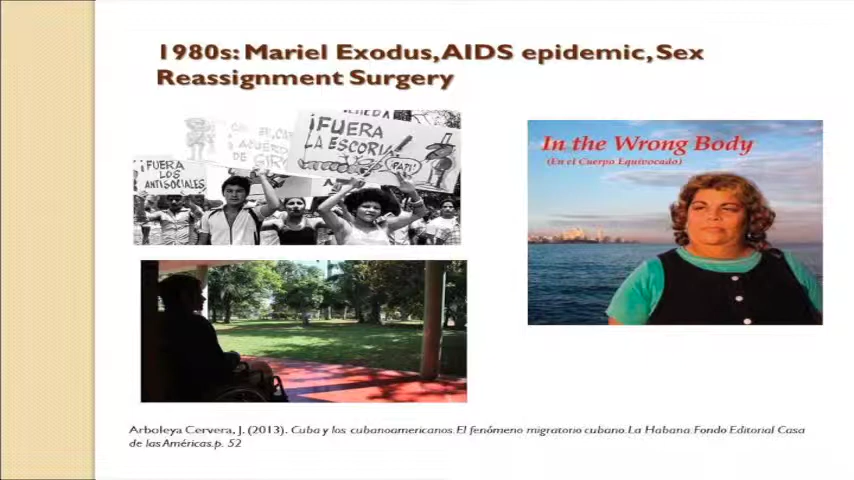 1980s: Mariel Exodus, AIDS epidemic, Sex
Reassignment Surgery
¡FUERA
LA ESCORIA!
¡PAPI!
DE
¡FUERA
LOS
ANTISOCIALES
In the Wrong Body
(En el Cuerpo Equivocado)
Arboleya Cervera, J. (2013). Cuba y los cubanoamericanos. El fenómeno migratorio cubano. La Habana. Fondo Editorial Casa
de las Américas. p. 52